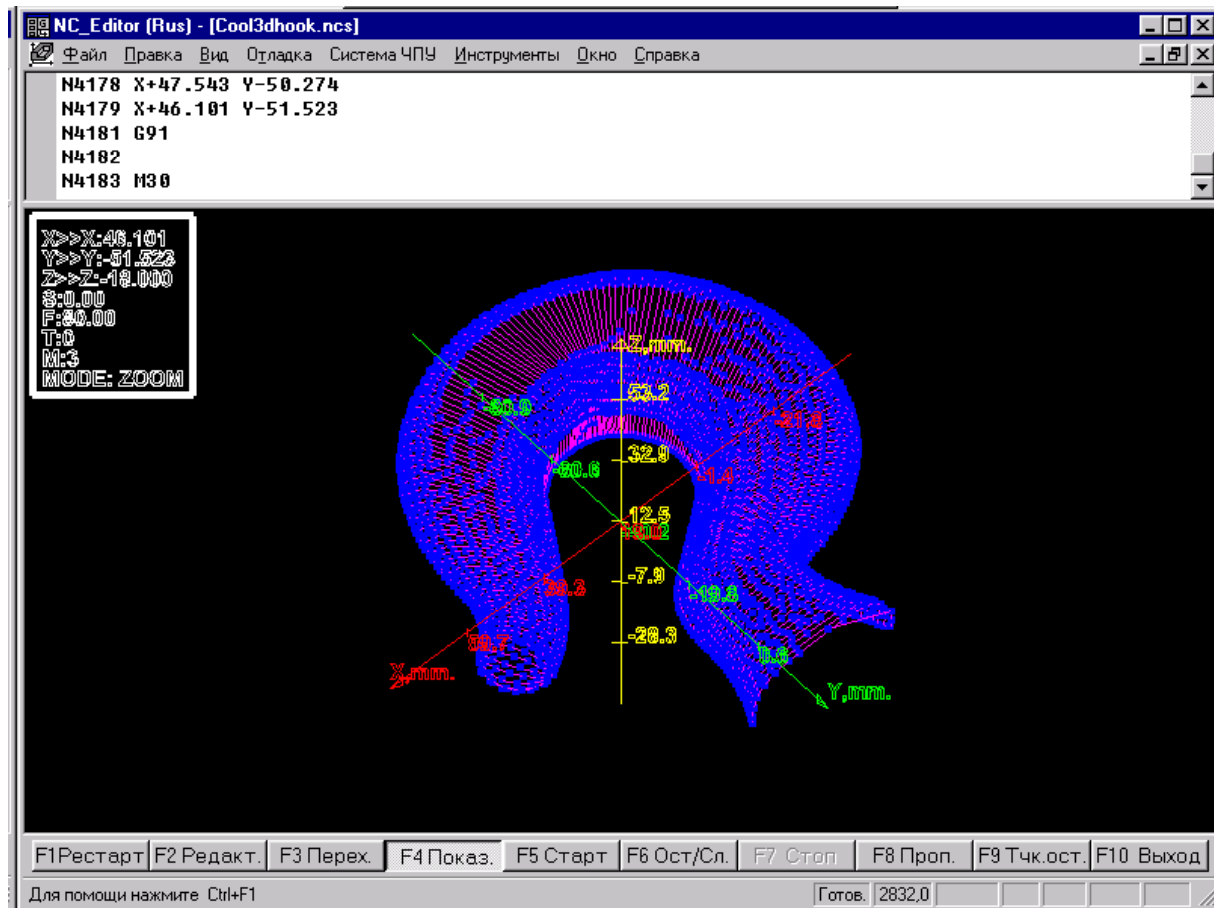 NC_Editor (Rus) - [Cool3dhook.ncs]
Файл Правка Вид Отладка Система ЧПУ Инструменты Окно Справка
N4178 X+47.543 Y-50.274
N4179 X+46.101 Y-51.523
N4181 G91
N4182
N4183 M30
X>>X:46.101
Y>>Y:-51.523
Z>>Z:-18.000
S:0.00
F:80.00
T:0
M:3
MODE: ZOOM
Z,mm.
53.2
-80.9
-21.8
32.9
-60.6
-1.4
12.5
-7.9
39.3
-19.8
-28.3
59.7
0.6
X,mm.
Y,mm.
F1Рестарт F2 Редакт. F3 Перех. F4 Показ. F5 Старт F6 Ост/Сл. F7 Стоп F8 Проп. F9 Тчк.ост. F10 Выход
Для помощи нажмите Ctrl+F1 Готов. 2832,0